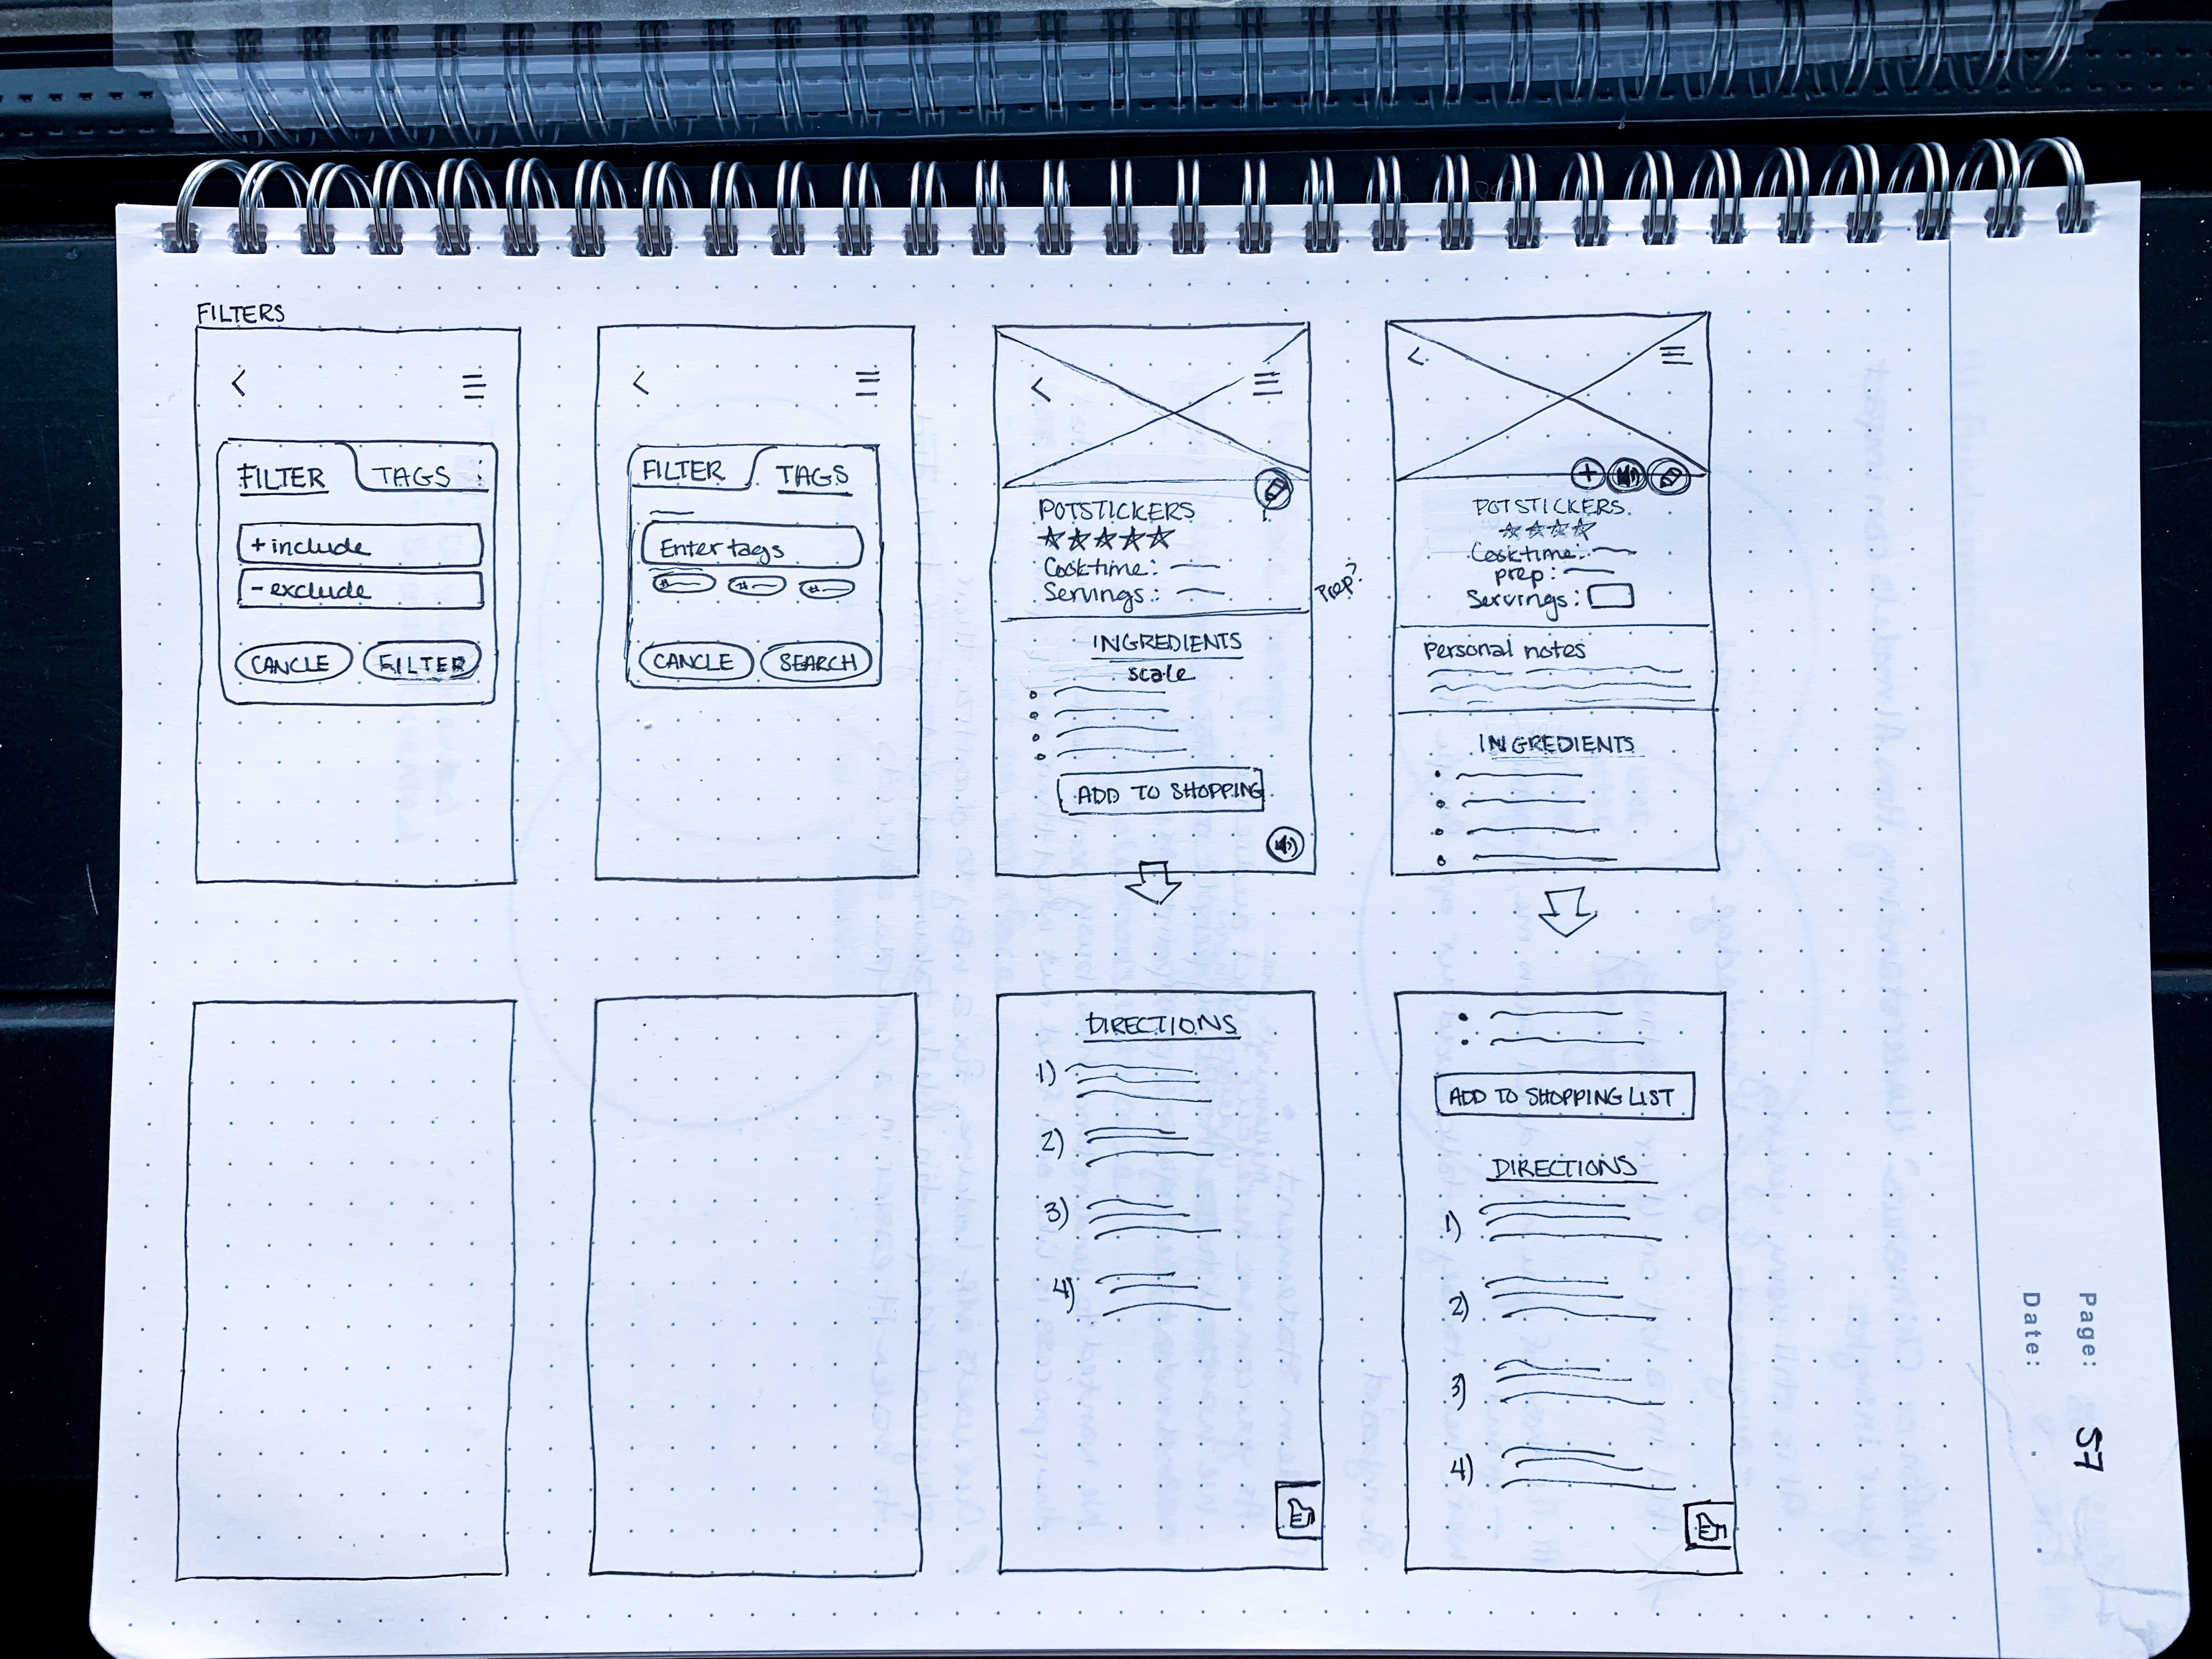 FILTERS
FILTER TAGS
+ include
- exclude
CANCLE FILTER
FILTER TAGS
Enter tags
# # #
CANCLE SEARCH
POTSTICKERS
Cooktime:
Servings:
Prep?
INGREDIENTS
scale
ADD TO SHOPPING
POTSTICKERS
Cooktime:
prep:
Servings:
Personal notes
INGREDIENTS
DIRECTIONS
1)
2)
3)
4)
ADD TO SHOPPING LIST
DIRECTIONS
1)
2)
3)
4)
Page: 57
Date: